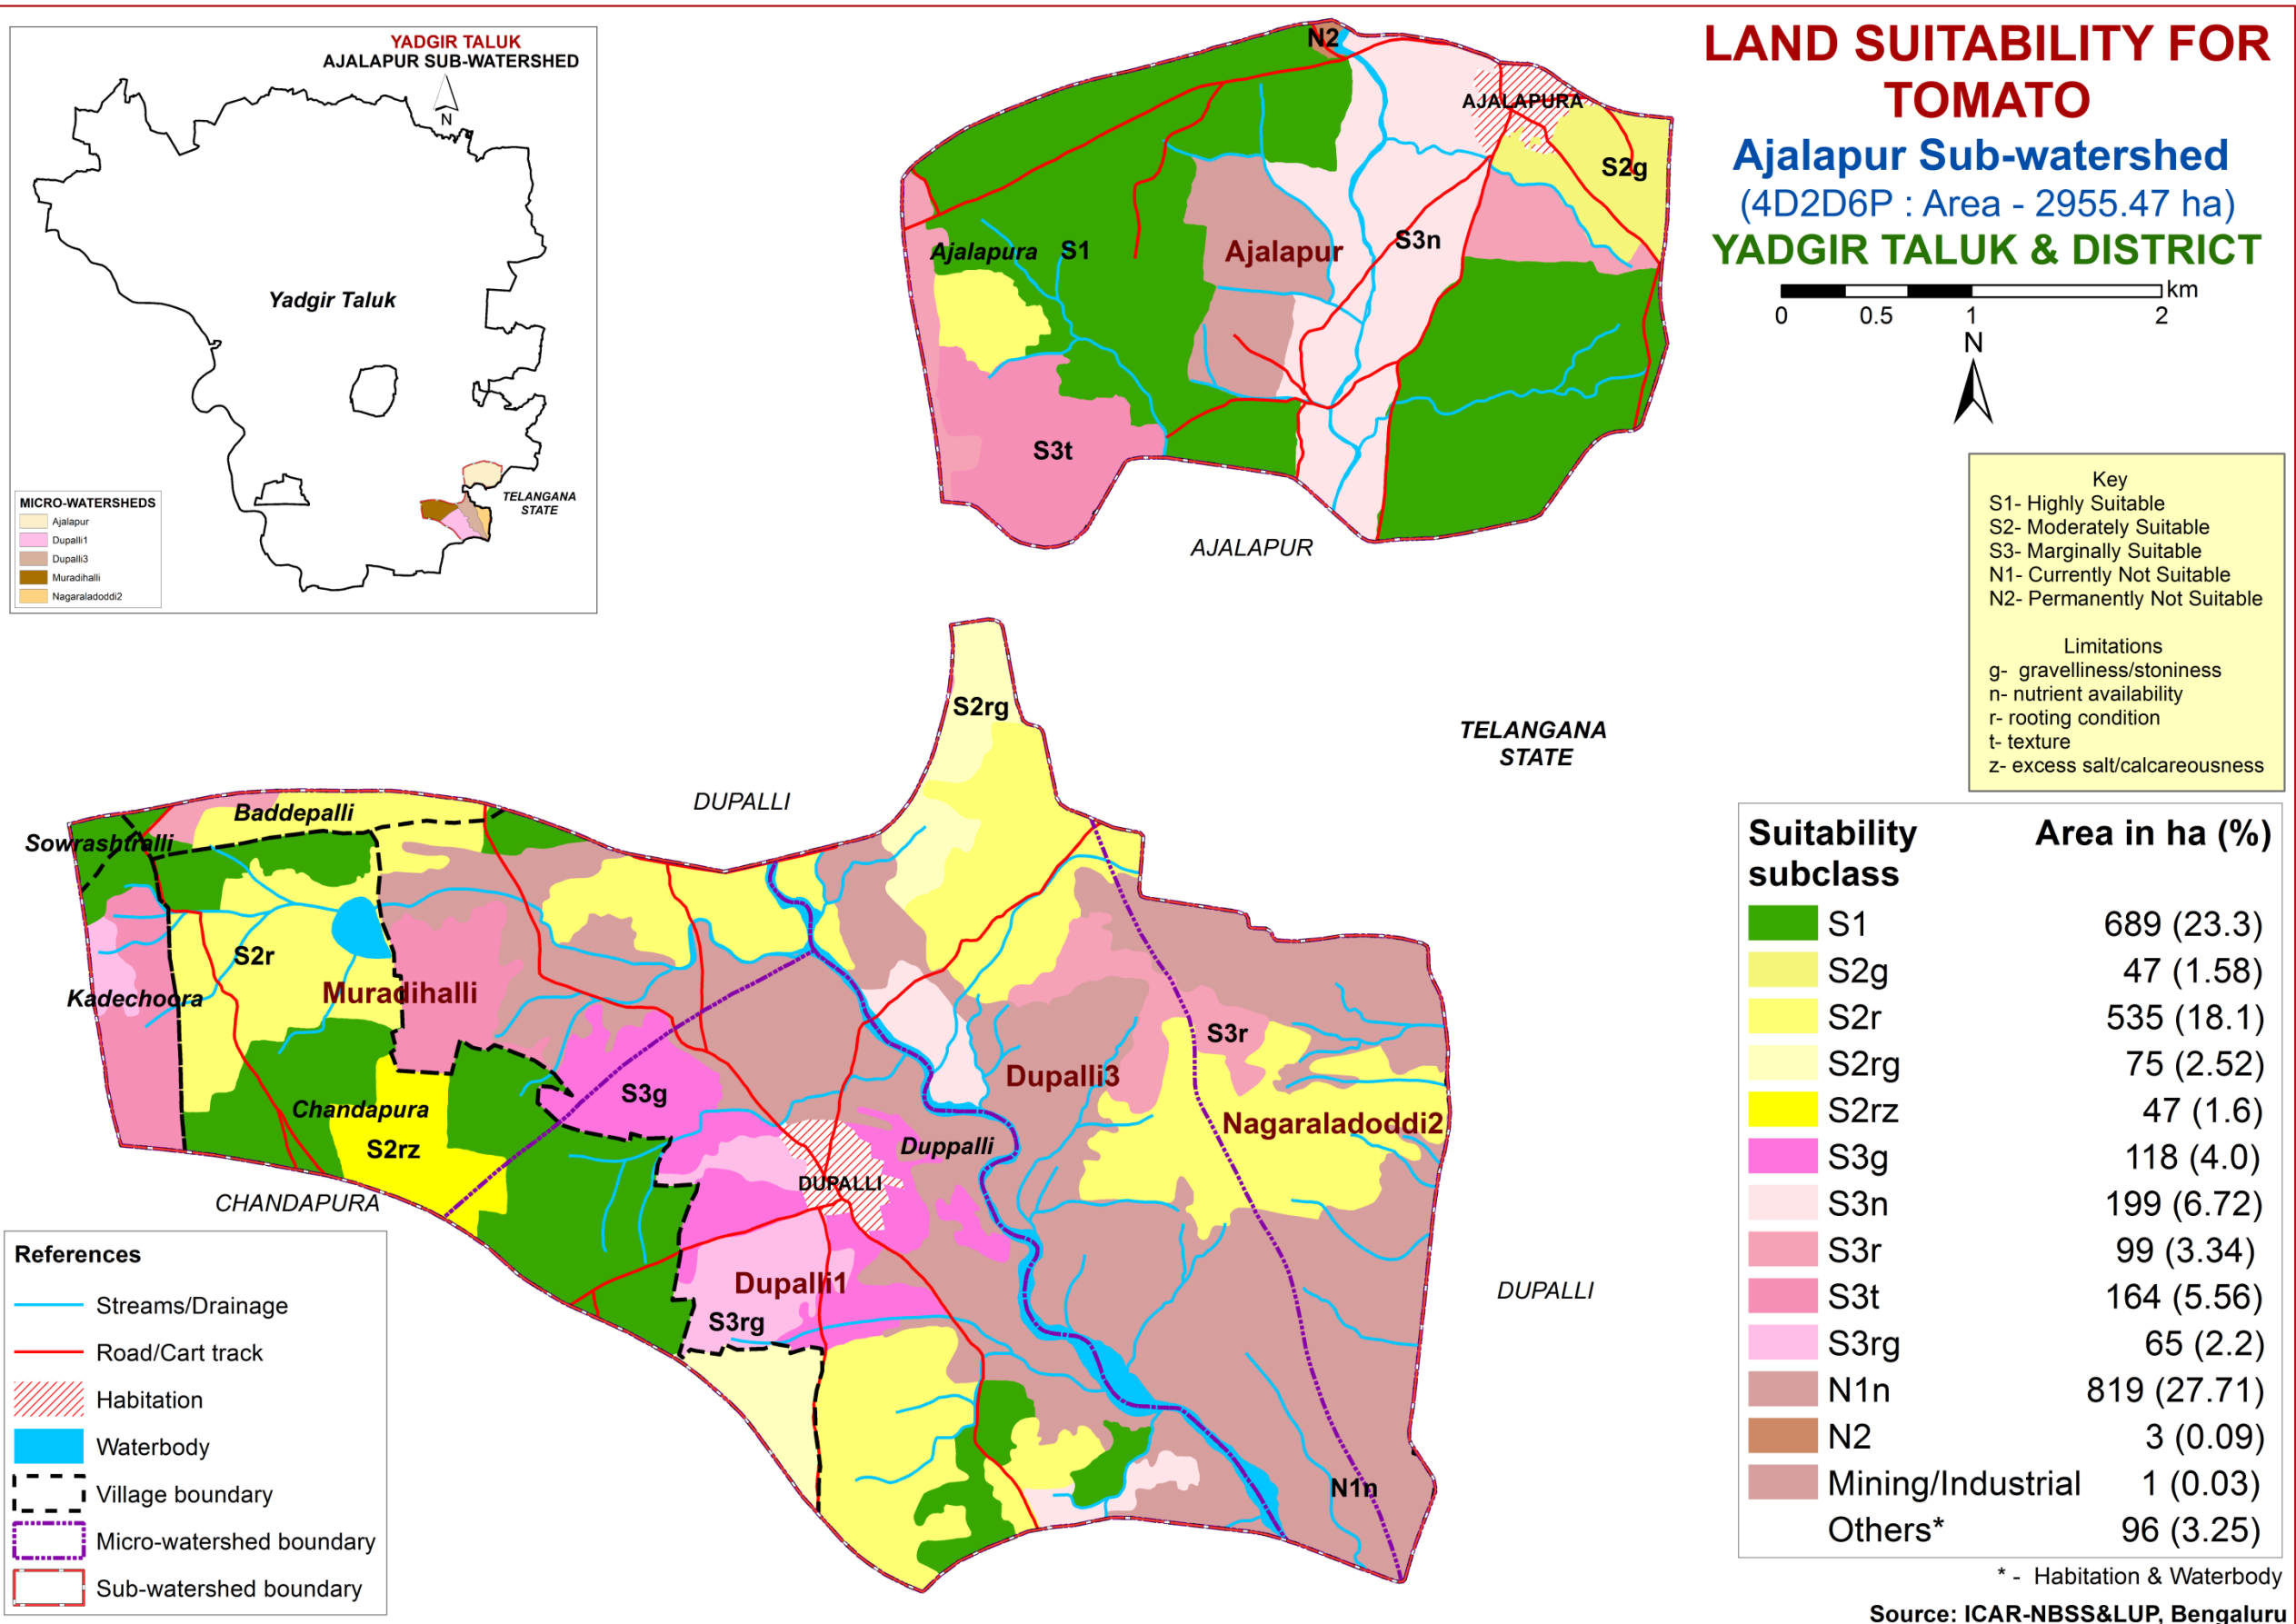 YADGIR TALUK
AJALAPUR SUB-WATERSHED
N
Yadgir Taluk
TELANGANA
STATE
MICRO-WATERSHEDS
Ajalapur
Dupalli1
Dupalli3
Muradihalli
Nagaraladoddi2
LAND SUITABILITY FOR
TOMATO
Ajalapur Sub-watershed
(4D2D6P : Area - 2955.47 ha)
YADGIR TALUK & DISTRICT
km
0 0.5 1 2
N
N2
AJALAPURA
S2g
Ajalapura S1
Ajalapur
S3n
S3t
AJALAPUR
Key
S1- Highly Suitable
S2- Moderately Suitable
S3- Marginally Suitable
N1- Currently Not Suitable
N2- Permanently Not Suitable
Limitations
g- gravelliness/stoniness
n- nutrient availability
r- rooting condition
t- texture
z- excess salt/calcareousness
S2rg
TELANGANA
STATE
DUPALLI
Baddepalli
Sowrashtralli
S2r
Muradihalli
Kadechoora
S3r
Dupalli3
S3g
Chandapura
Nagaraladoddi2
S2rz
Duppalli
DUPALLI
CHANDAPURA
Dupalli1
DUPALLI
S3rg
N1n
Suitability Area in ha (%)
subclass
S1 689 (23.3)
S2g 47 (1.58)
S2r 535 (18.1)
S2rg 75 (2.52)
S2rz 47 (1.6)
S3g 118 (4.0)
S3n 199 (6.72)
S3r 99 (3.34)
S3t 164 (5.56)
S3rg 65 (2.2)
N1n 819 (27.71)
N2 3 (0.09)
Mining/Industrial 1 (0.03)
Others* 96 (3.25)
* - Habitation & Waterbody
Source: ICAR-NBSS&LUP, Bengaluru
References
Streams/Drainage
Road/Cart track
Habitation
Waterbody
Village boundary
Micro-watershed boundary
Sub-watershed boundary